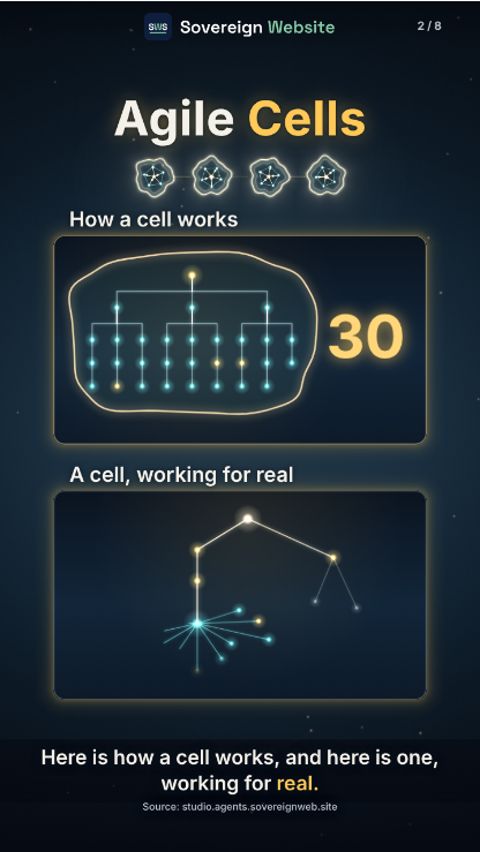 SWS Sovereign Website
2 / 8
Agile Cells
How a cell works
30
A cell, working for real
Here is how a cell works, and here is one,
working for real.
Source: studio.agents.sovereignweb.site